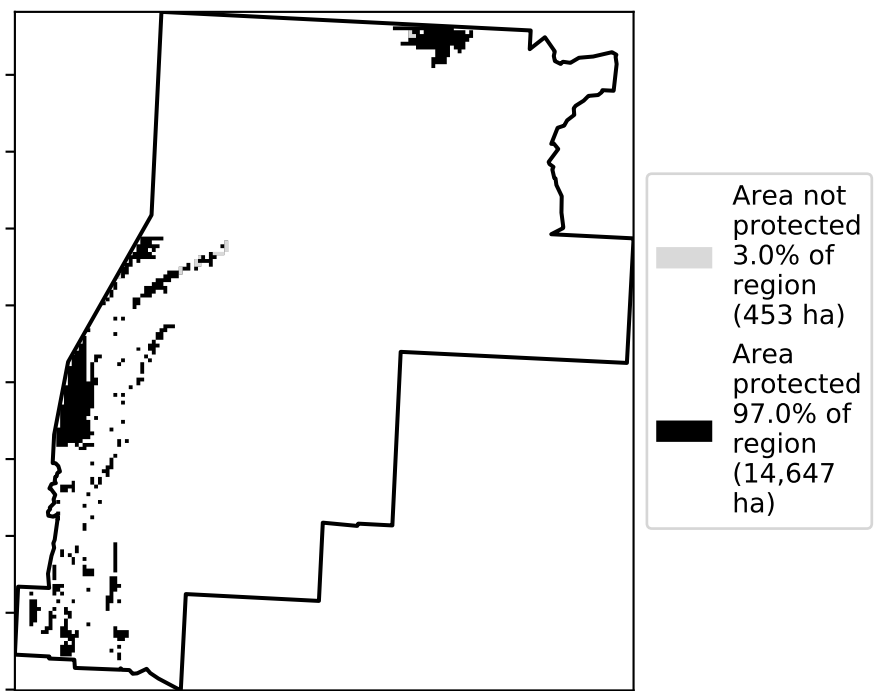 Area not
protected
3.0% of
region
(453 ha)
Area
protected
97.0% of
region
(14,647
ha)